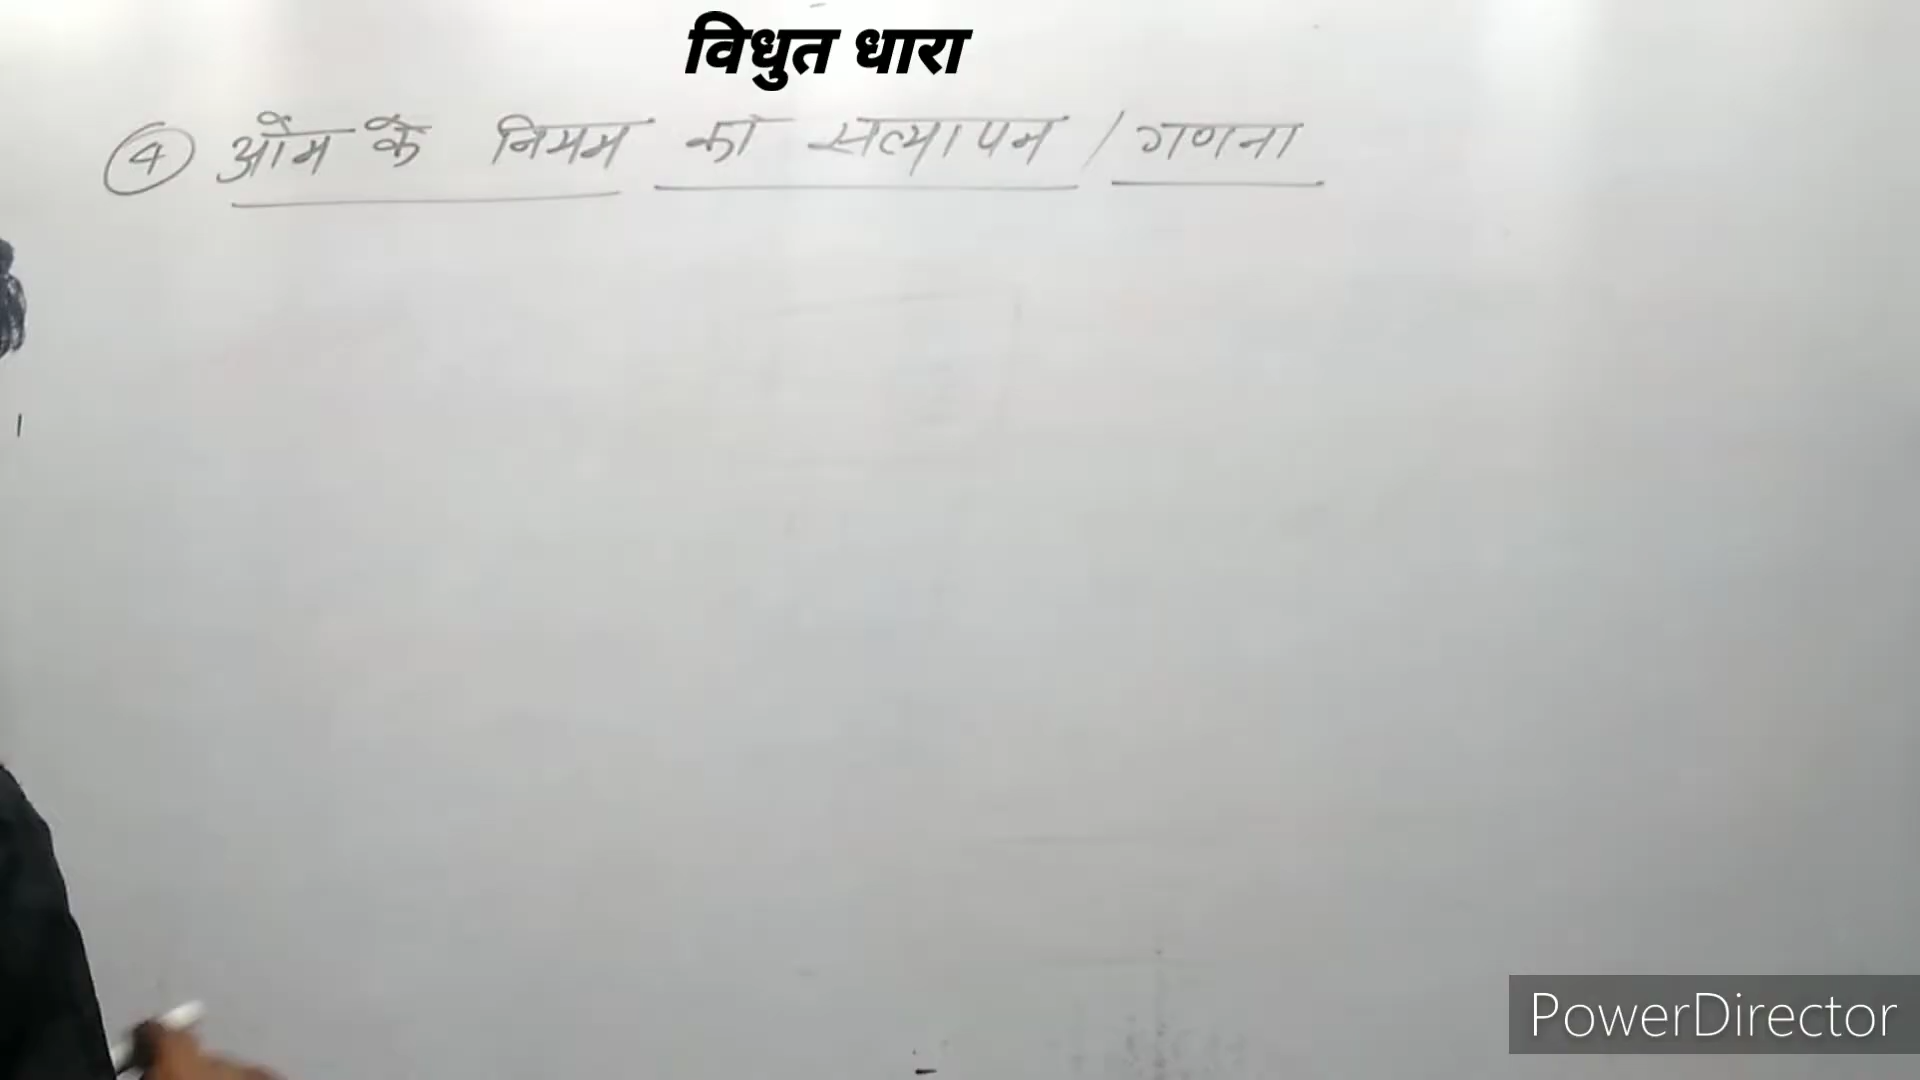 विधुत धारा
④ ओम के नियम का सत्यापन / गणना
PowerDirector